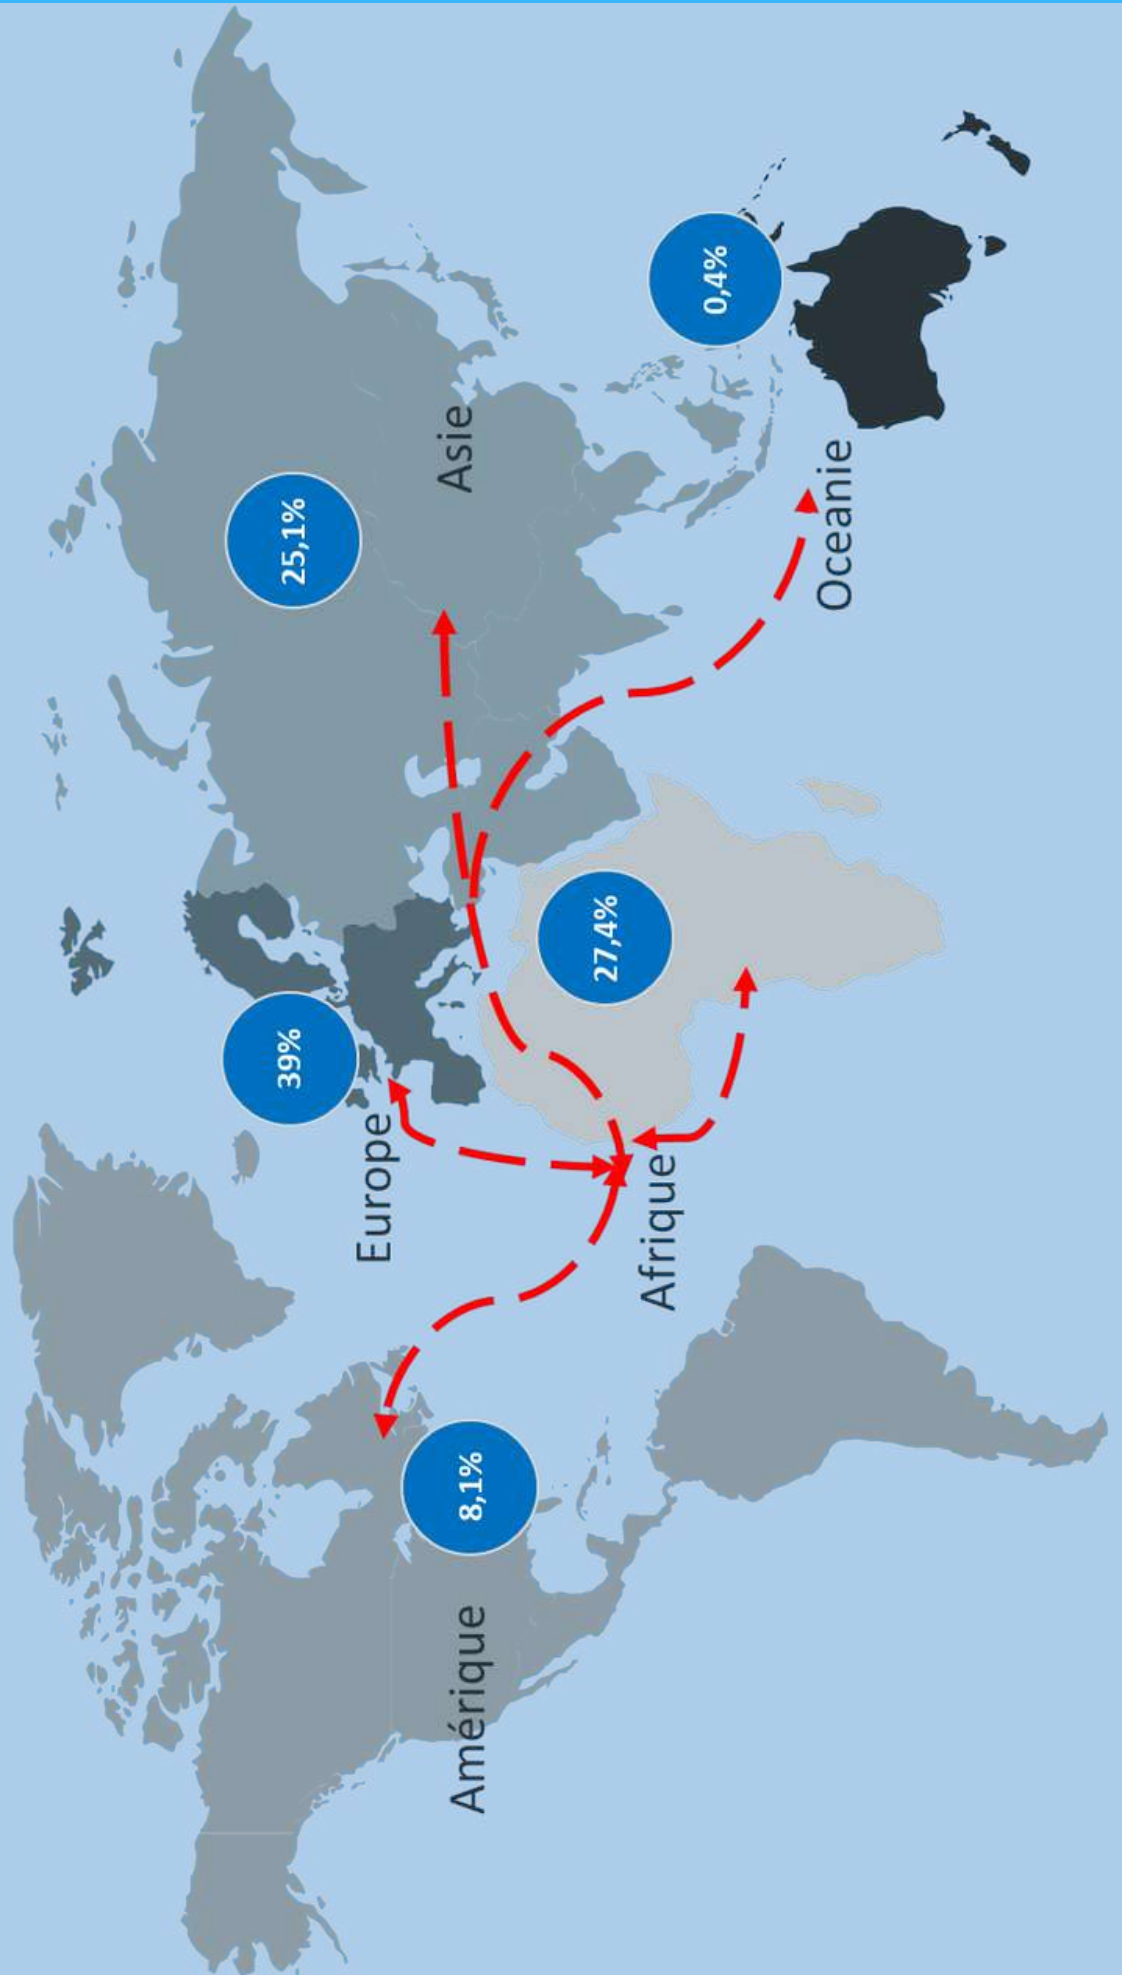 39%
25,1%
Asie
Europe
8,1%
27,4%
Amérique
0,4%
Afrique
Oceanie